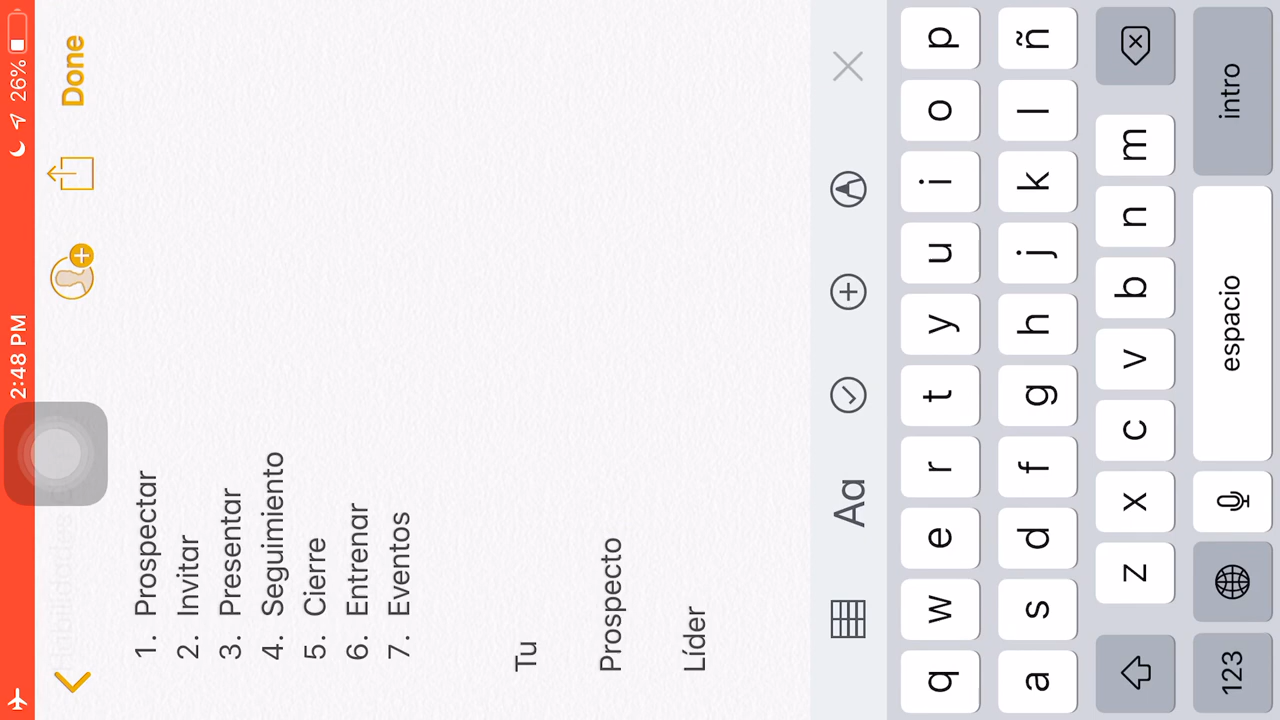 2:48 PM
26%
Done
Habilidades
1. Prospectar
2. Invitar
3. Presentar
4. Seguimiento
5. Cierre
6. Entrenar
7. Eventos
Tu
Prospecto
Líder
Aa
q w e r t y u i o p
a s d f g h j k l ñ
z x c v b n m
123 espacio intro